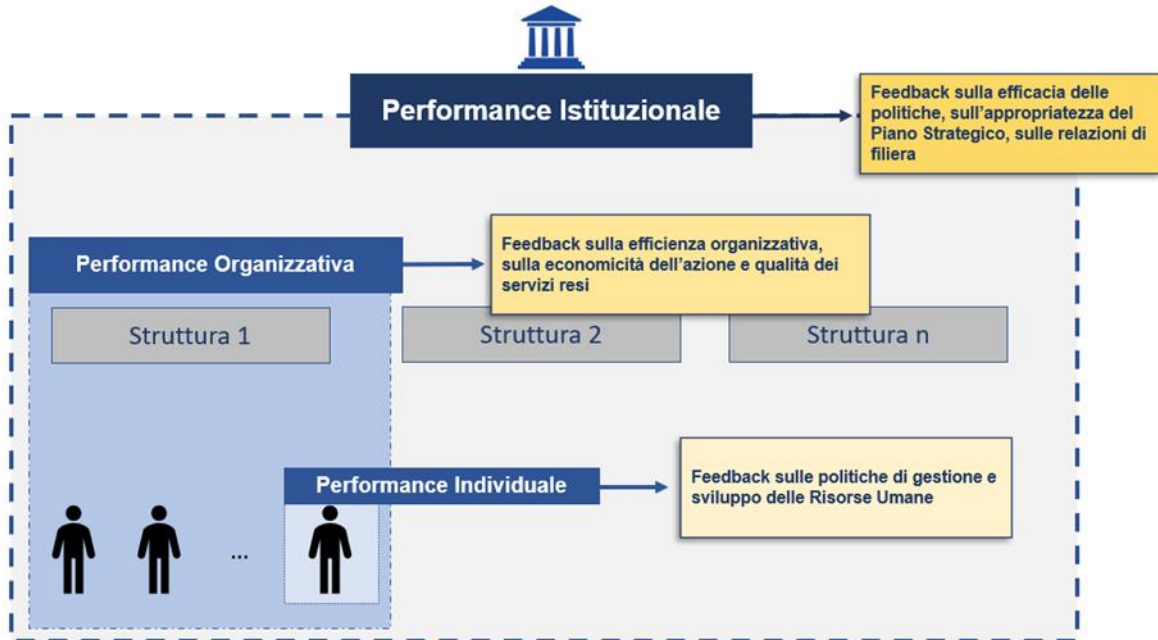 Performance Istituzionale
Feedback sulla efficacia delle
politiche, sull'appropriatezza del
Piano Strategico, sulle relazioni di
filiera
Performance Organizzativa
Feedback sulla efficienza organizzativa,
sulla economicità dell'azione e qualità dei
servizi resi
Struttura 1
Struttura 2
Struttura n
Performance Individuale
Feedback sulle politiche di gestione e
sviluppo delle Risorse Umane
...